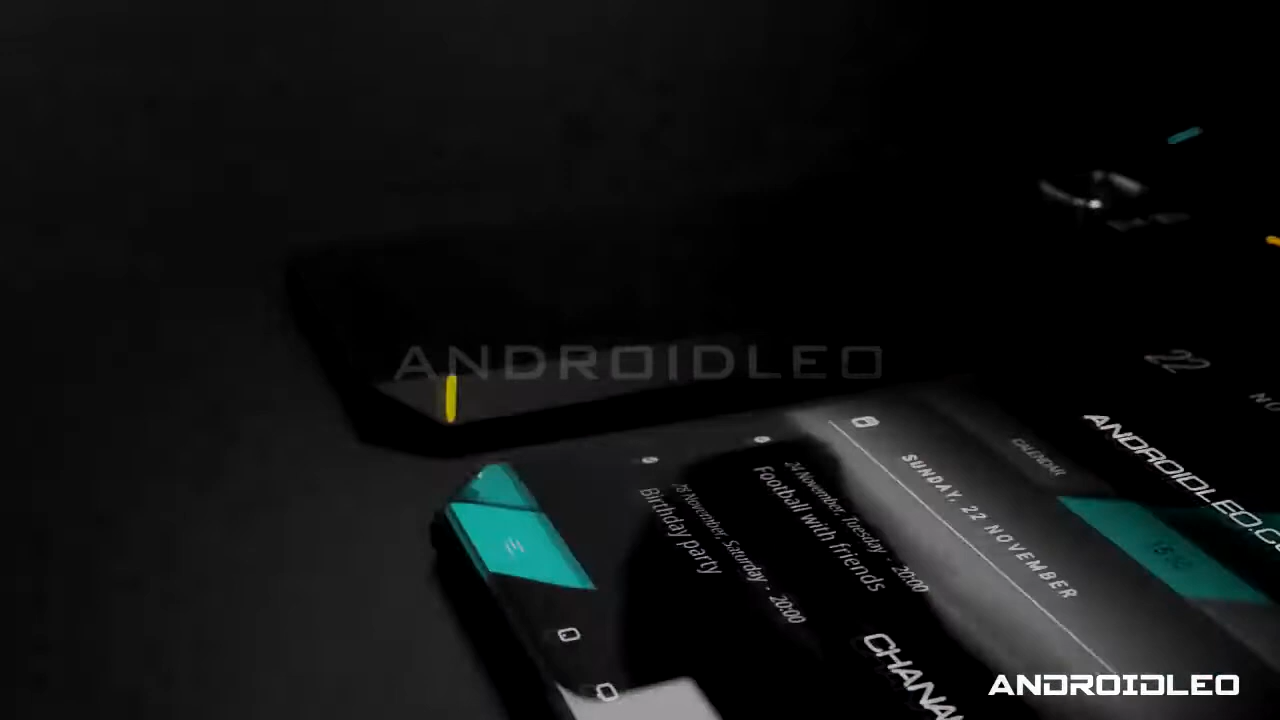 ANDROIDLEO
22
CALENDAR
ANDROIDLEO.C
SUNDAY, 22 NOVEMBER
24 November, Tuesday - 20:00
Football with friends
28 November, Saturday - 20:00
Birthday party
ANDROIDLEO